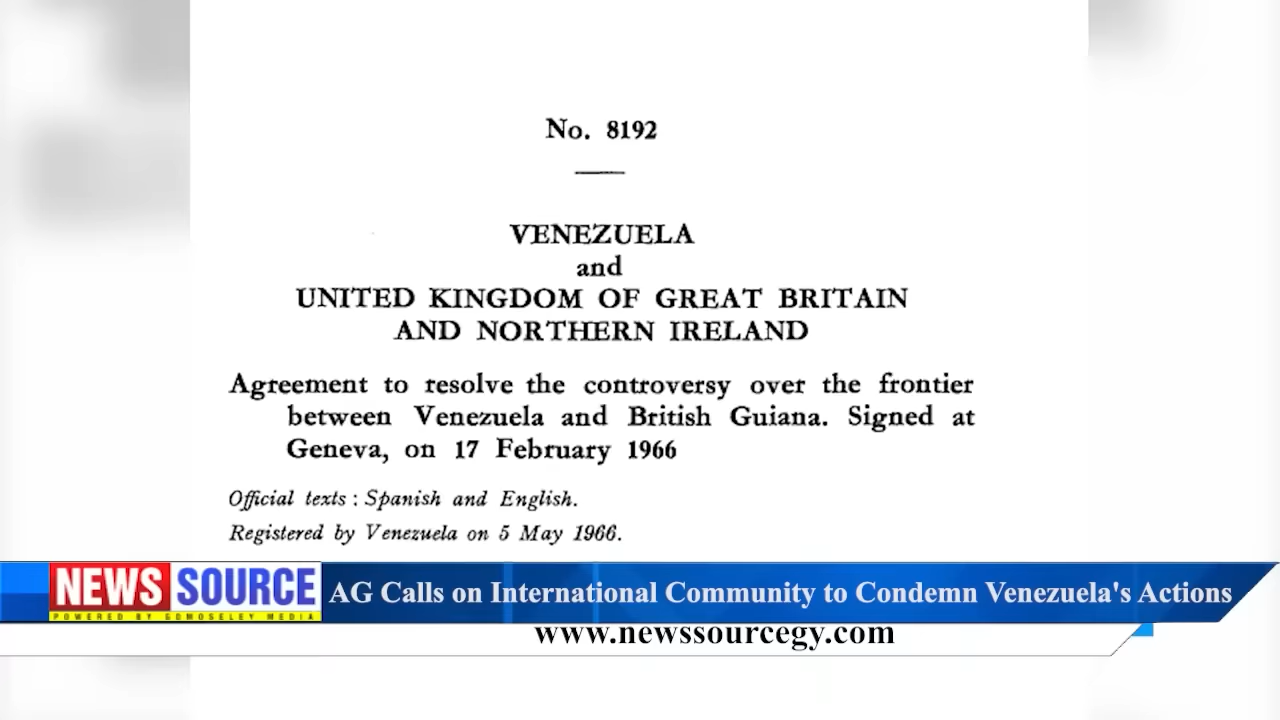 No. 8192
VENEZUELA
and
UNITED KINGDOM OF GREAT BRITAIN
AND NORTHERN IRELAND
Agreement to resolve the controversy over the frontier
between Venezuela and British Guiana. Signed at
Geneva, on 17 February 1966
Official texts : Spanish and English.
Registered by Venezuela on 5 May 1966.
NEWS SOURCE
POWERED BY GDMOSELEY MEDIA
AG Calls on International Community to Condemn Venezuela's Actions
www.newssourcegy.com